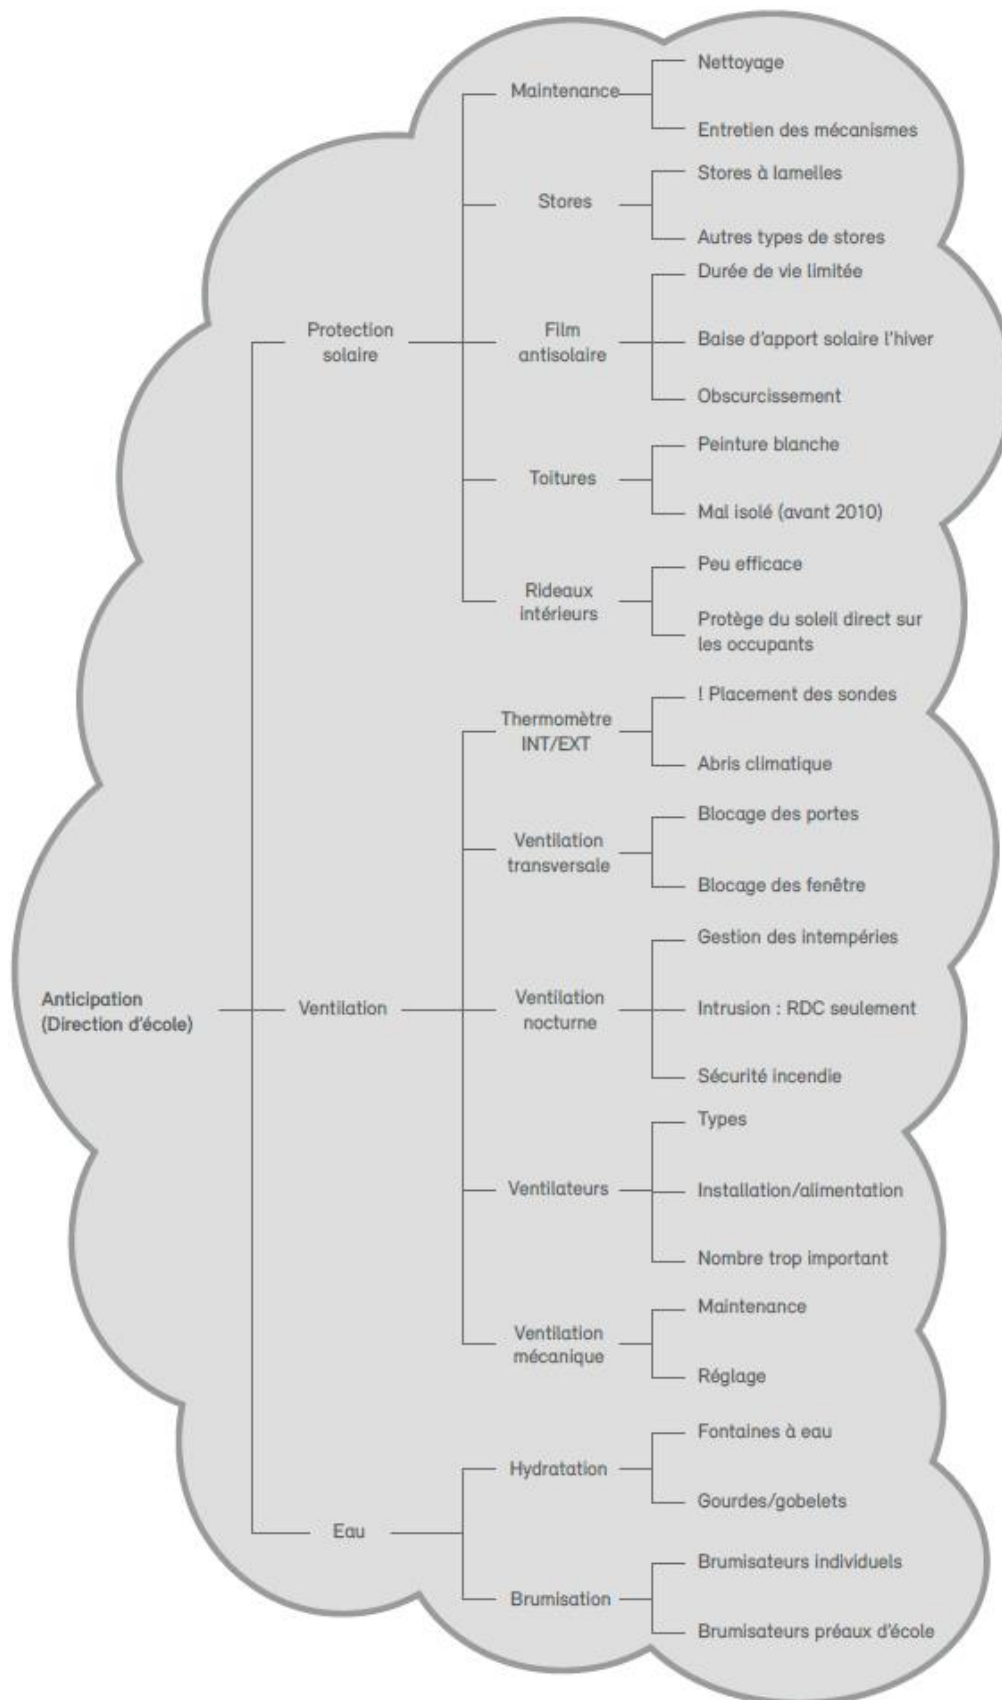 Maintenance
Nettoyage
Entretien des mécanismes
Stores
Stores à lamelles
Autres types de stores
Protection
solaire
Film
antisolaire
Durée de vie limitée
Baise d'apport solaire l'hiver
Obscurcissement
Toitures
Peinture blanche
Mal isolé (avant 2010)
Rideaux
intérieurs
Peu efficace
Protège du soleil direct sur
les occupants
Thermomètre
INT/EXT
! Placement des sondes
Abris climatique
Ventilation
transversale
Blocage des portes
Blocage des fenêtre
Anticipation
(Direction d'école)
Ventilation
Ventilation
nocturne
Gestion des intempéries
Intrusion : RDC seulement
Sécurité incendie
Ventilateurs
Types
Installation/alimentation
Nombre trop important
Ventilation
mécanique
Maintenance
Réglage
Eau
Hydratation
Fontaines à eau
Gourdes/gobelets
Brumisation
Brumisateurs individuels
Brumisateurs préaux d'école